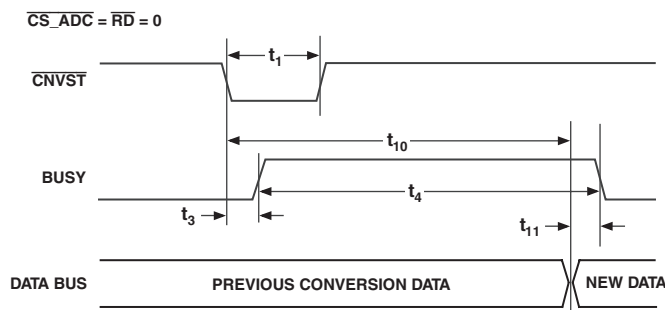 CS_ADC = RD = 0
t1
CNVST
t10
BUSY
t4
t3
t11
DATA BUS
PREVIOUS CONVERSION DATA
NEW DATA